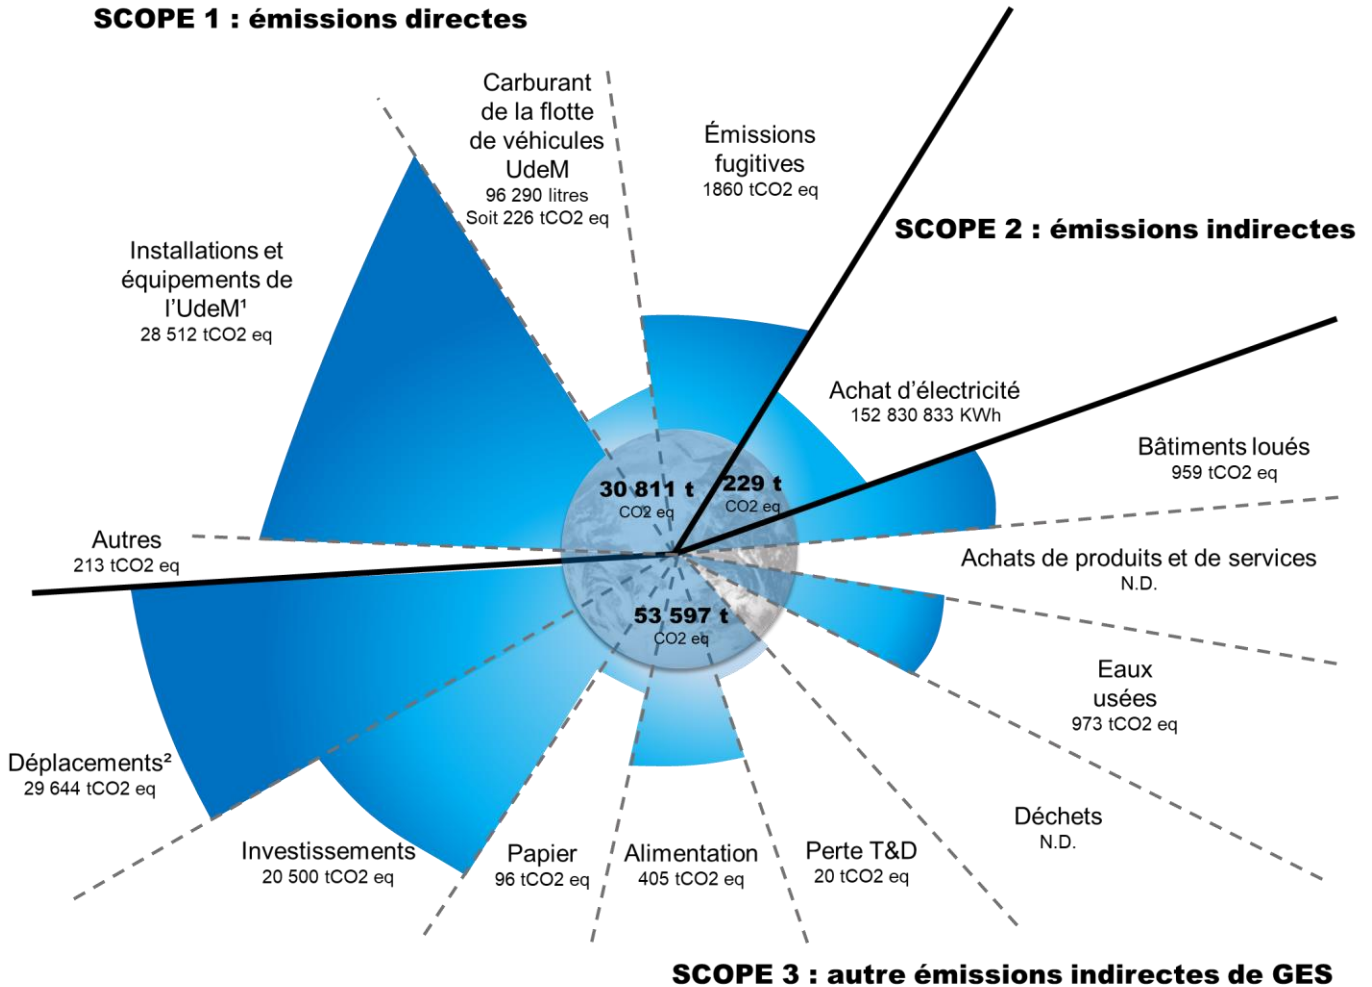 SCOPE 1 : émissions directes
Carburant
de la flotte
de véhicules
UdeM
96 290 litres
Soit 226 tCO2 eq
Émissions
fugitives
1860 tCO2 eq
Installations et
équipements de
l'UdeM¹
28 512 tCO2 eq
SCOPE 2 : émissions indirectes
Achat d'électricité
152 830 833 KWh
Bâtiments loués
959 tCO2 eq
30 811 t
CO2 eq
229 t
CO2 eq
Autres
213 tCO2 eq
Achats de produits et de services
N.D.
53 597 t
CO2 eq
Eaux
usées
973 tCO2 eq
Déplacements²
29 644 tCO2 eq
Déchets
N.D.
Investissements
20 500 tCO2 eq
Papier
96 tCO2 eq
Alimentation
405 tCO2 eq
Perte T&D
20 tCO2 eq
SCOPE 3 : autre émissions indirectes de GES